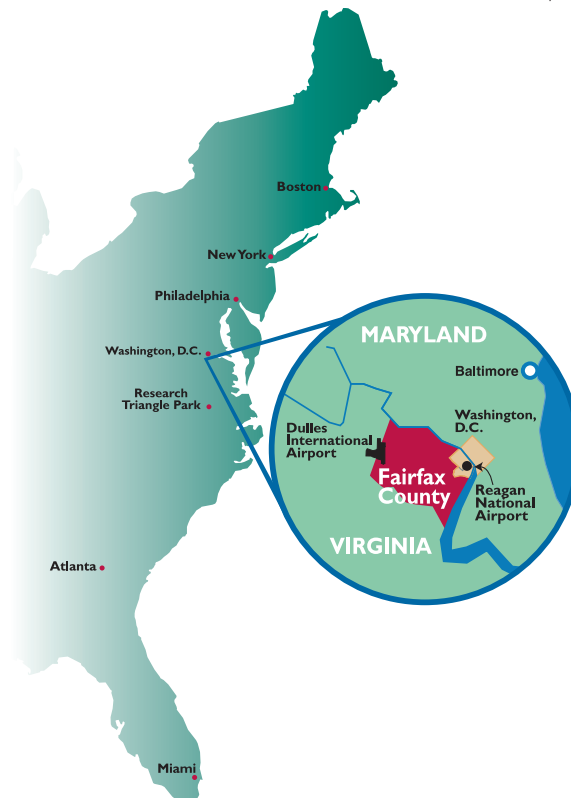 Boston
New York
Philadelphia
Washington, D.C.
Research
Triangle Park
Atlanta
Miami
MARYLAND
Baltimore
Washington,
D.C.
Dulles
International
Airport
Fairfax
County
Reagan
National
Airport
VIRGINIA